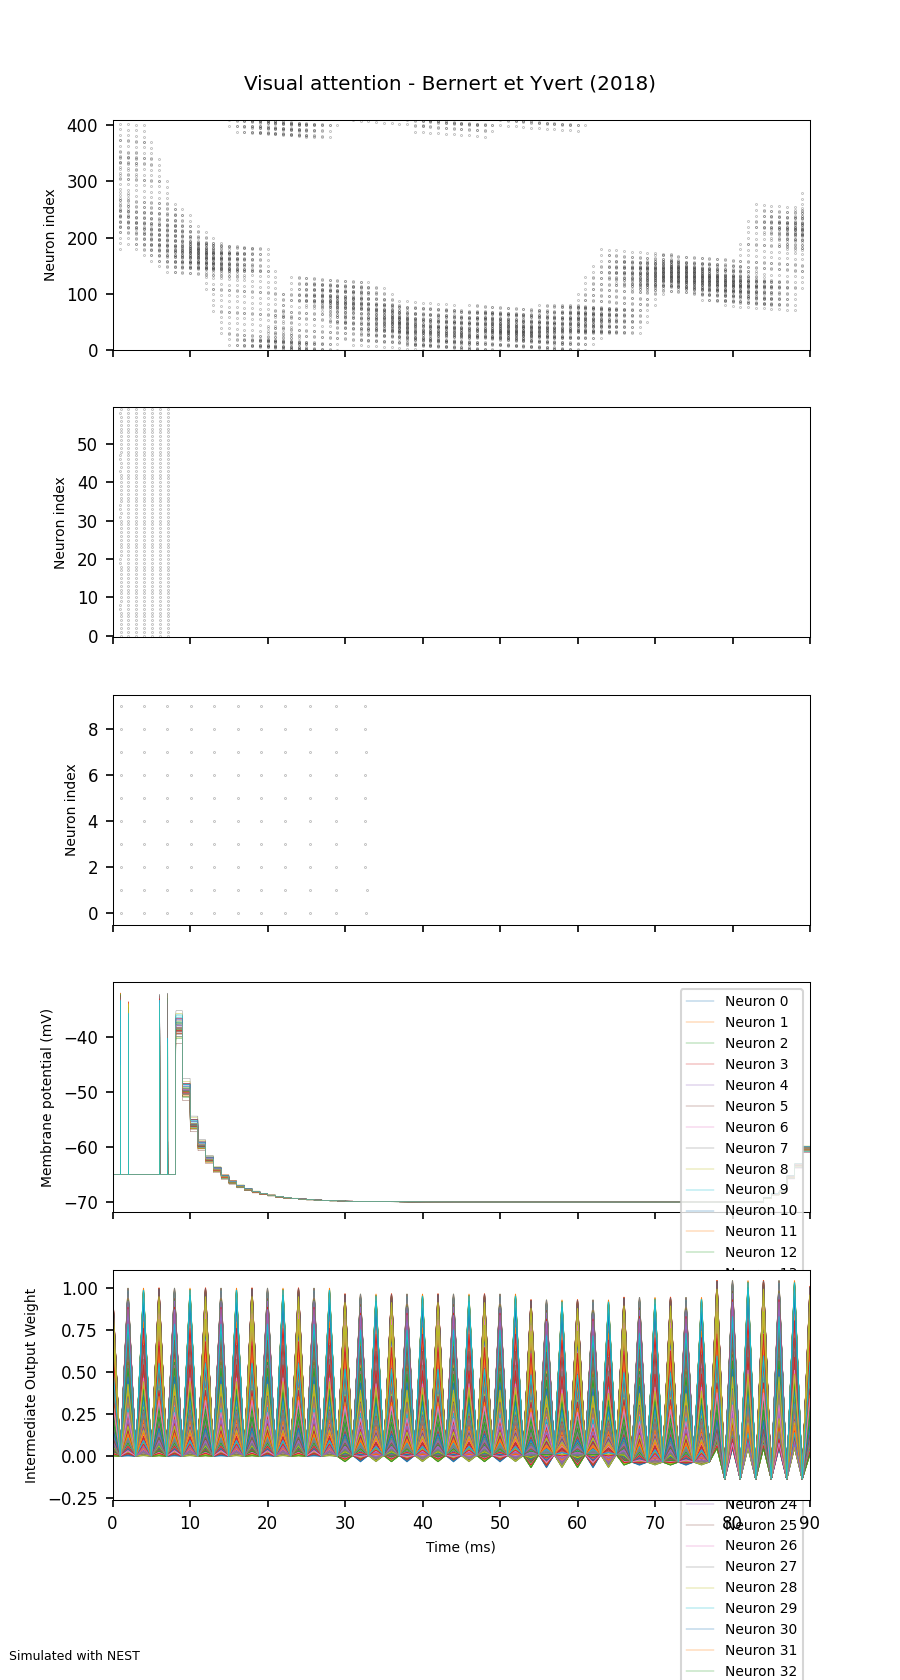 Visual attention - Bernert et Yvert (2018)
400
300
200
100
0
Neuron index
50
40
30
20
10
0
Neuron index
8
6
4
2
0
Neuron index
−40
−50
−60
−70
Membrane potential (mV)
Neuron 0
Neuron 1
Neuron 2
Neuron 3
Neuron 4
Neuron 5
Neuron 6
Neuron 7
Neuron 8
Neuron 9
Neuron 10
Neuron 11
Neuron 12
1.00
0.75
0.50
0.25
0.00
−0.25
Intermediate Output Weight
Neuron 24
Neuron 25
Neuron 26
Neuron 27
Neuron 28
Neuron 29
Neuron 30
Neuron 31
Neuron 32
0 10 20 30 40 50 60 70 80 90
Time (ms)
Simulated with NEST